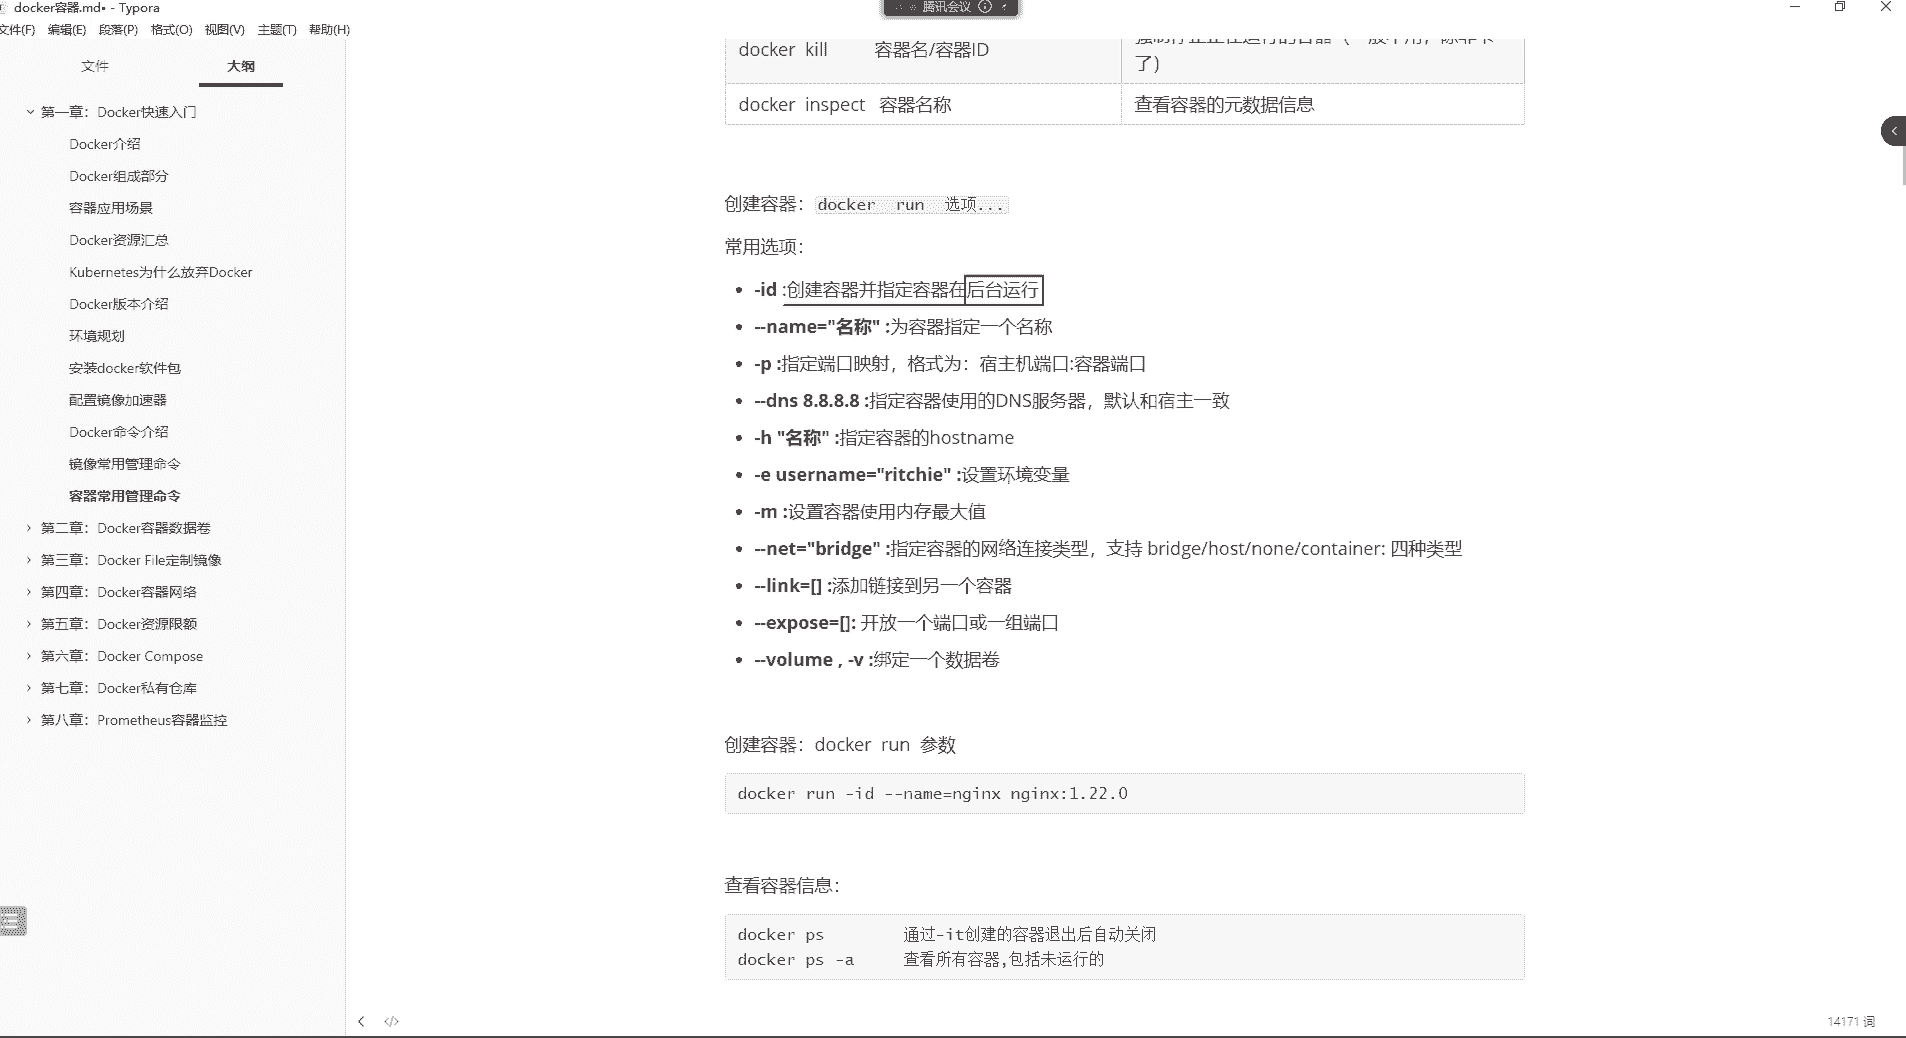 docker容器.md• - Typora
腾讯会议
文件(F) 编辑(E) 段落(P) 格式(O) 视图(V) 主题(T) 帮助(H)
文件 大纲
第一章：Docker快速入门
Docker介绍
Docker组成部分
容器应用场景
Docker资源汇总
Kubernetes为什么放弃Docker
Docker版本介绍
环境规划
安装docker软件包
配置镜像加速器
Docker命令介绍
镜像常用管理命令
容器常用管理命令
第二章：Docker容器数据卷
第三章：Docker File定制镜像
第四章：Docker容器网络
第五章：Docker资源限额
第六章：Docker Compose
第七章：Docker私有仓库
第八章：Prometheus容器监控
docker kill 容器名/容器ID
了）
docker inspect 容器名称 查看容器的元数据信息
创建容器：docker run 选项...
常用选项：
-id :创建容器并指定容器在后台运行
--name="名称" :为容器指定一个名称
-p :指定端口映射，格式为：宿主机端口:容器端口
--dns 8.8.8.8 :指定容器使用的DNS服务器，默认和宿主一致
-h "名称" :指定容器的hostname
-e username="ritchie" :设置环境变量
-m :设置容器使用内存最大值
--net="bridge" :指定容器的网络连接类型，支持 bridge/host/none/container: 四种类型
--link=[] :添加链接到另一个容器
--expose=[]: 开放一个端口或一组端口
--volume , -v :绑定一个数据卷
创建容器：docker run 参数
docker run -id --name=nginx nginx:1.22.0
查看容器信息：
docker ps 通过-it创建的容器退出后自动关闭
docker ps -a 查看所有容器,包括未运行的
14171 词